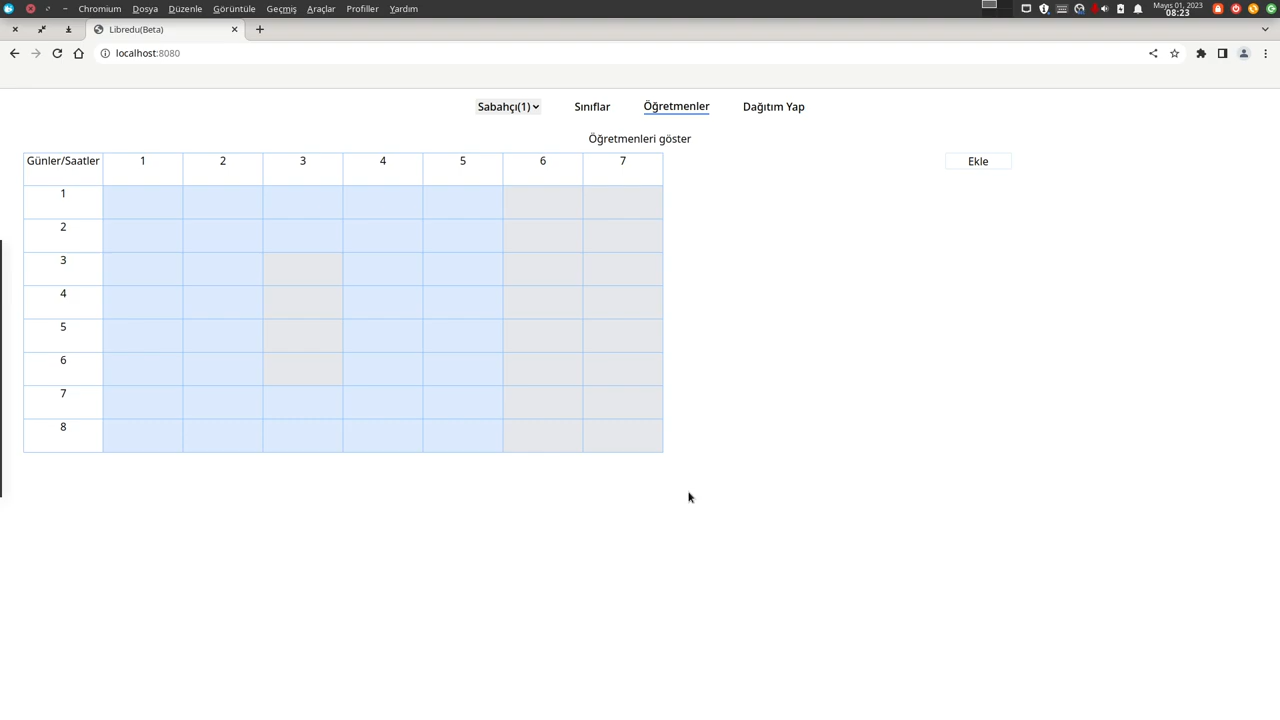 Chromium Dosya Düzenle Görüntüle Geçmiş Araçlar Profiller Yardım
Mayıs 01, 2023
08:23
Libredu(Beta)
localhost:8080
Sabahçı(1) Sınıflar Öğretmenler Dağıtım Yap
Öğretmenleri göster
Günler/Saatler 1 2 3 4 5 6 7
Ekle
1
2
3
4
5
6
7
8